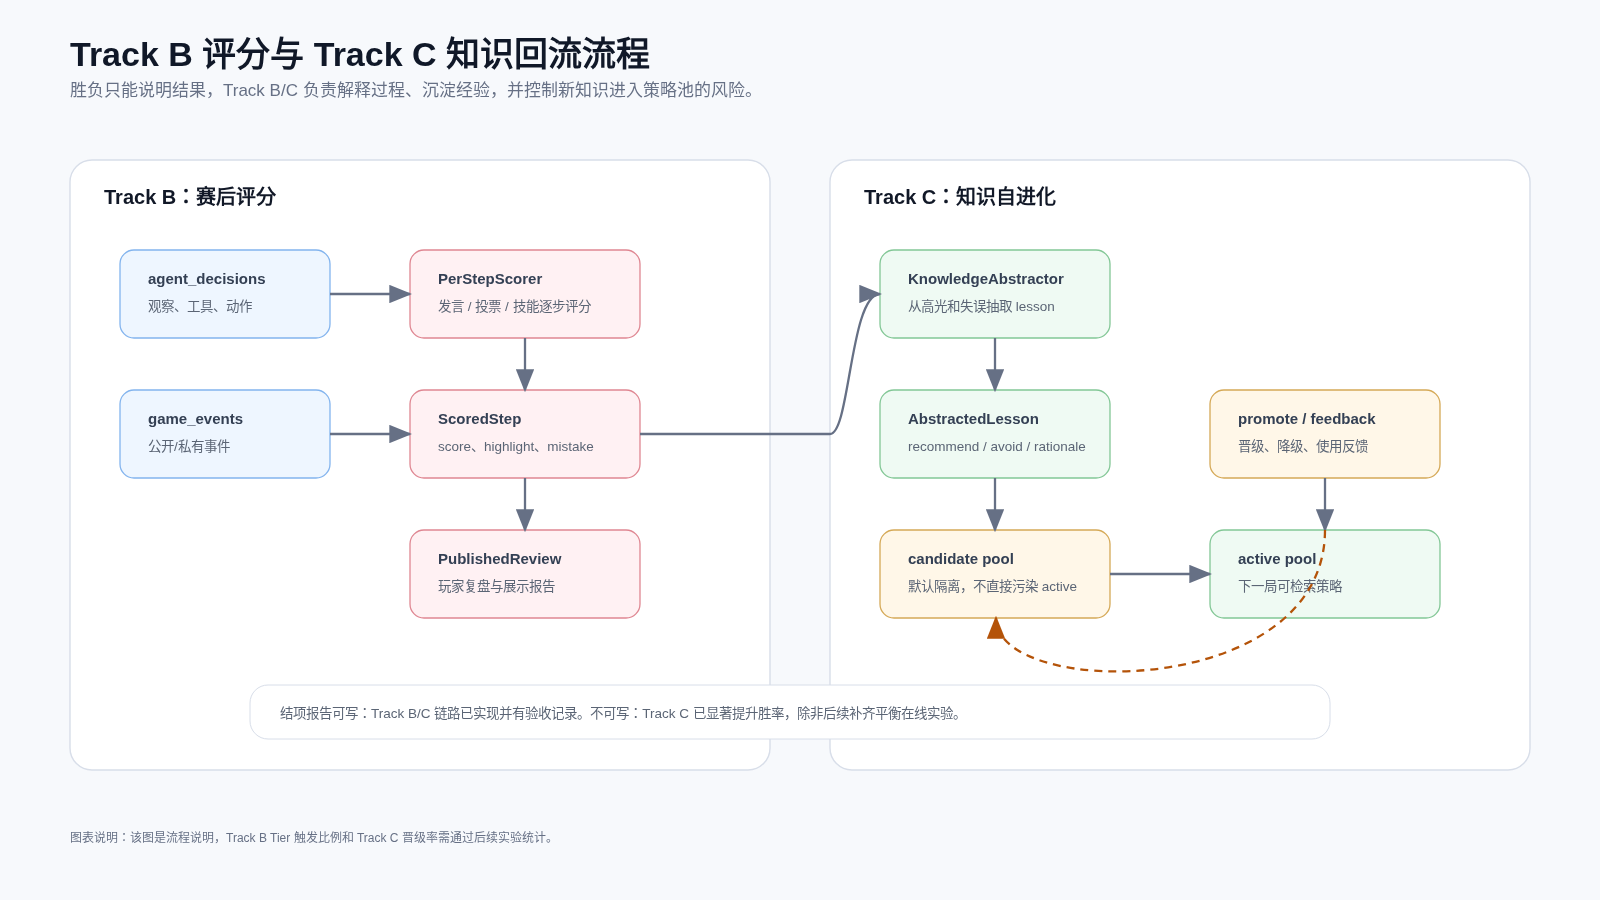 Track B 评分与 Track C 知识回流流程
胜负只能说明结果，Track B/C 负责解释过程、沉淀经验，并控制新知识进入策略池的风险。
Track B：赛后评分
agent_decisions
观察、工具、动作
PerStepScorer
发言 / 投票 / 技能逐步评分
game_events
公开/私有事件
ScoredStep
score、highlight、mistake
PublishedReview
玩家复盘与展示报告
Track C：知识自进化
KnowledgeAbstractor
从高光和失误抽取 lesson
AbstractedLesson
recommend / avoid / rationale
promote / feedback
晋级、降级、使用反馈
candidate pool
默认隔离，不直接污染 active
active pool
下一局可检索策略
结项报告可写：Track B/C 链路已实现并有验收记录。不可写：Track C 已显著提升胜率，除非后续补齐平衡在线实验。
图表说明：该图是流程说明，Track B Tier 触发比例和 Track C 晋级率需通过后续实验统计。